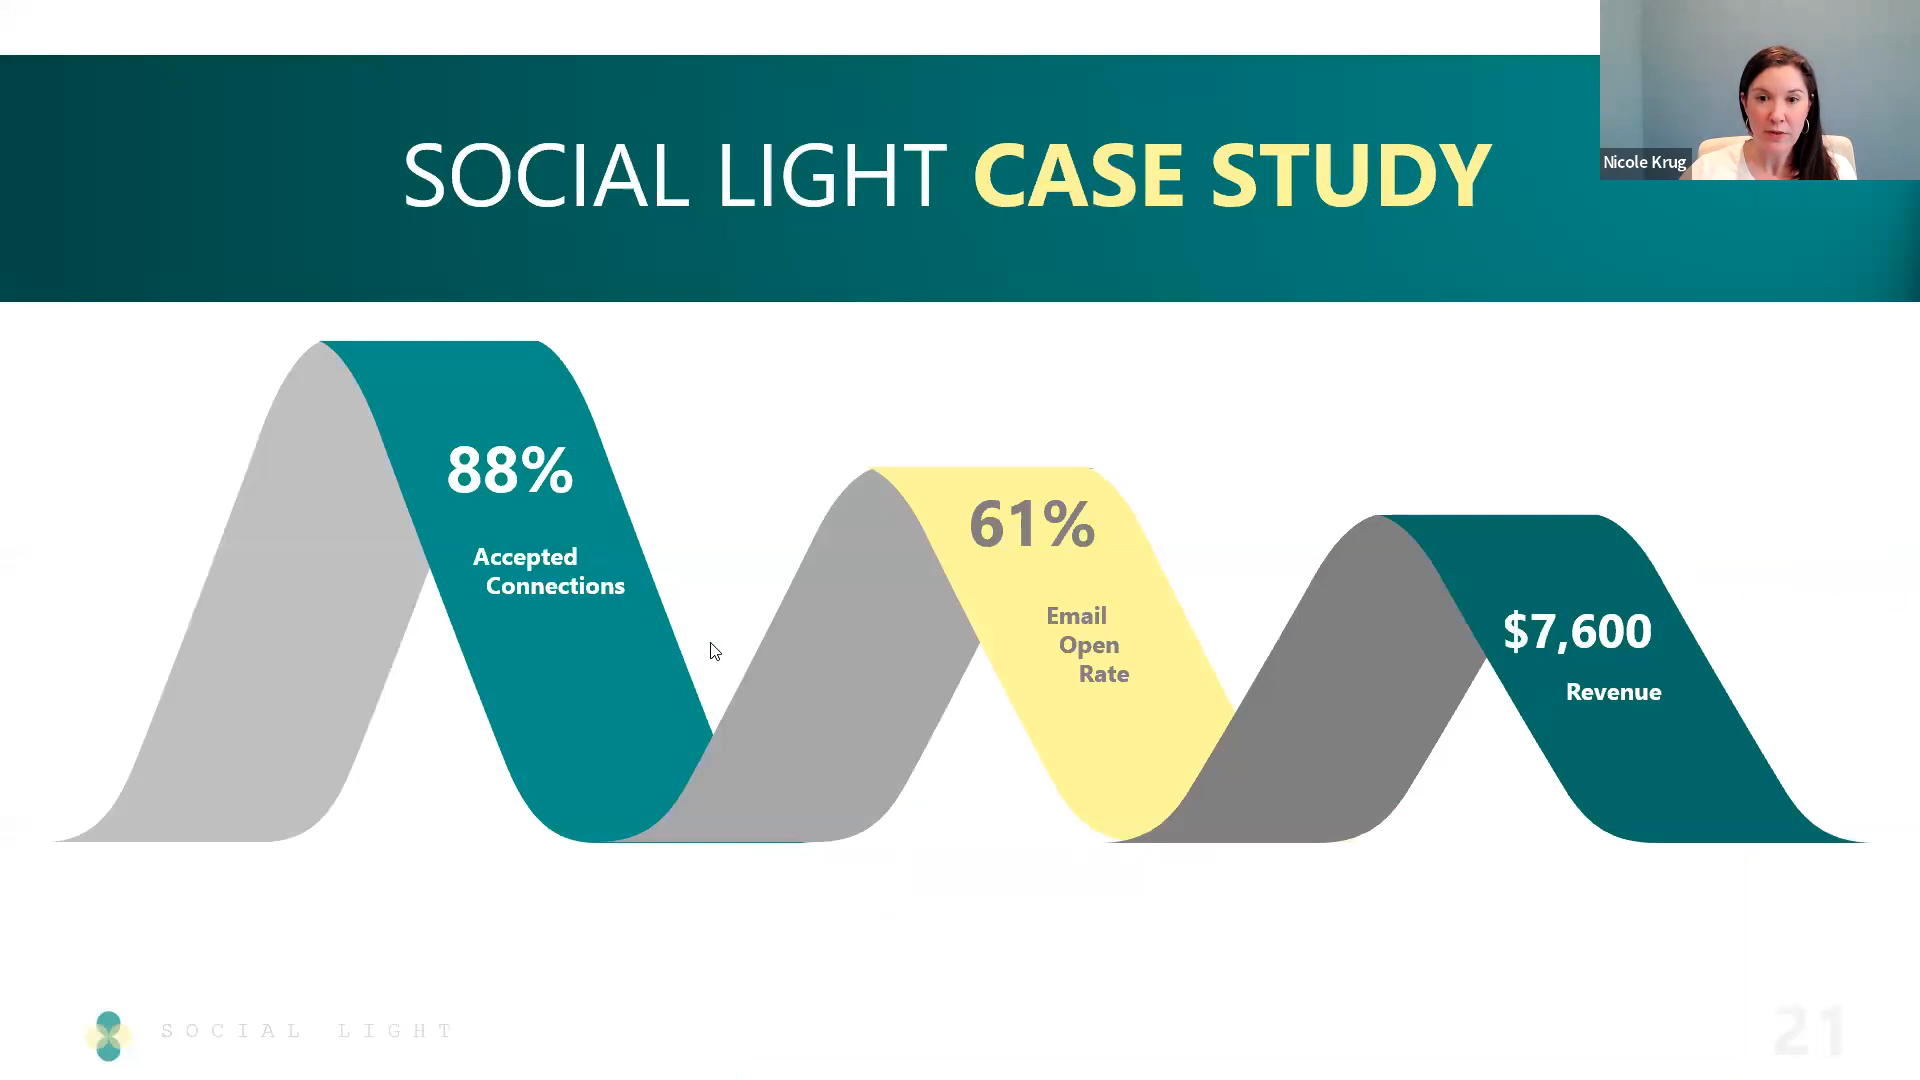 SOCIAL LIGHT CASE STUDY
Nicole Krug
88%
Accepted
Connections
61%
Email
Open
Rate
$7,600
Revenue
SOCIAL LIGHT
21